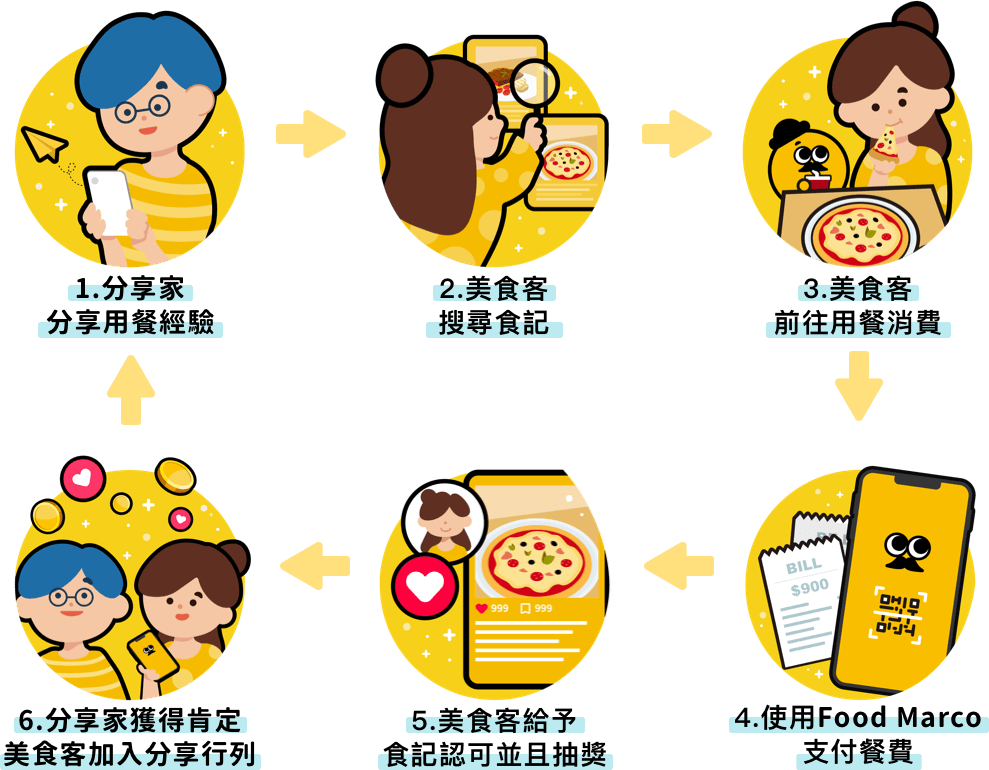 1.分享家
分享用餐經驗
2.美食客
搜尋食記
3.美食客
前往用餐消費
BILL
$900
4.使用Food Marco
支付餐費
999 999
5.美食客給予
食記認可並且抽獎
6.分享家獲得肯定
美食客加入分享行列